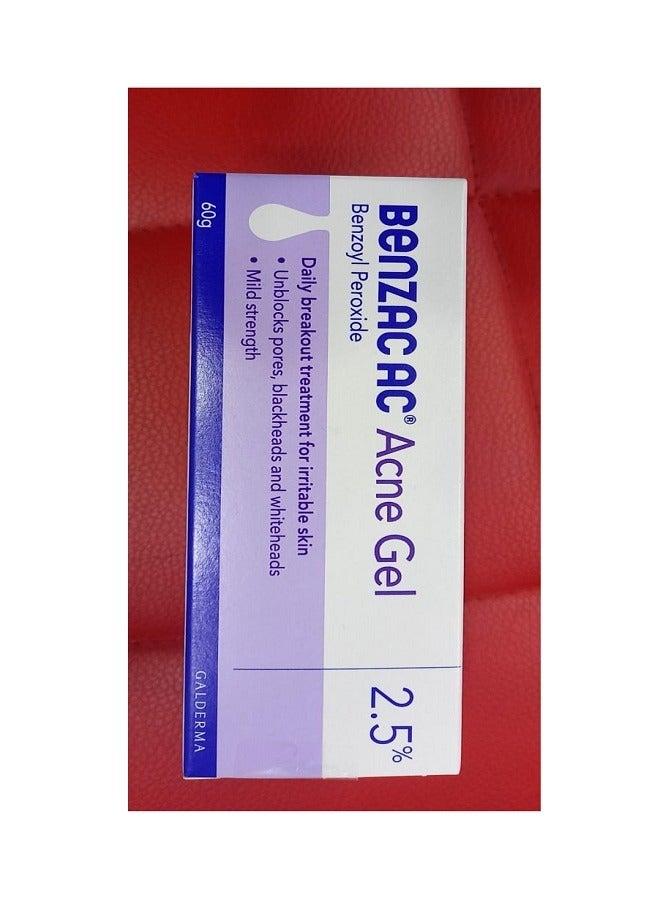 BENZAC AC® Acne Gel 2.5%
Benzoyl Peroxide
Daily breakout treatment for irritable skin
• Unblocks pores, blackheads and whiteheads
• Mild strength
60g GALDERMA